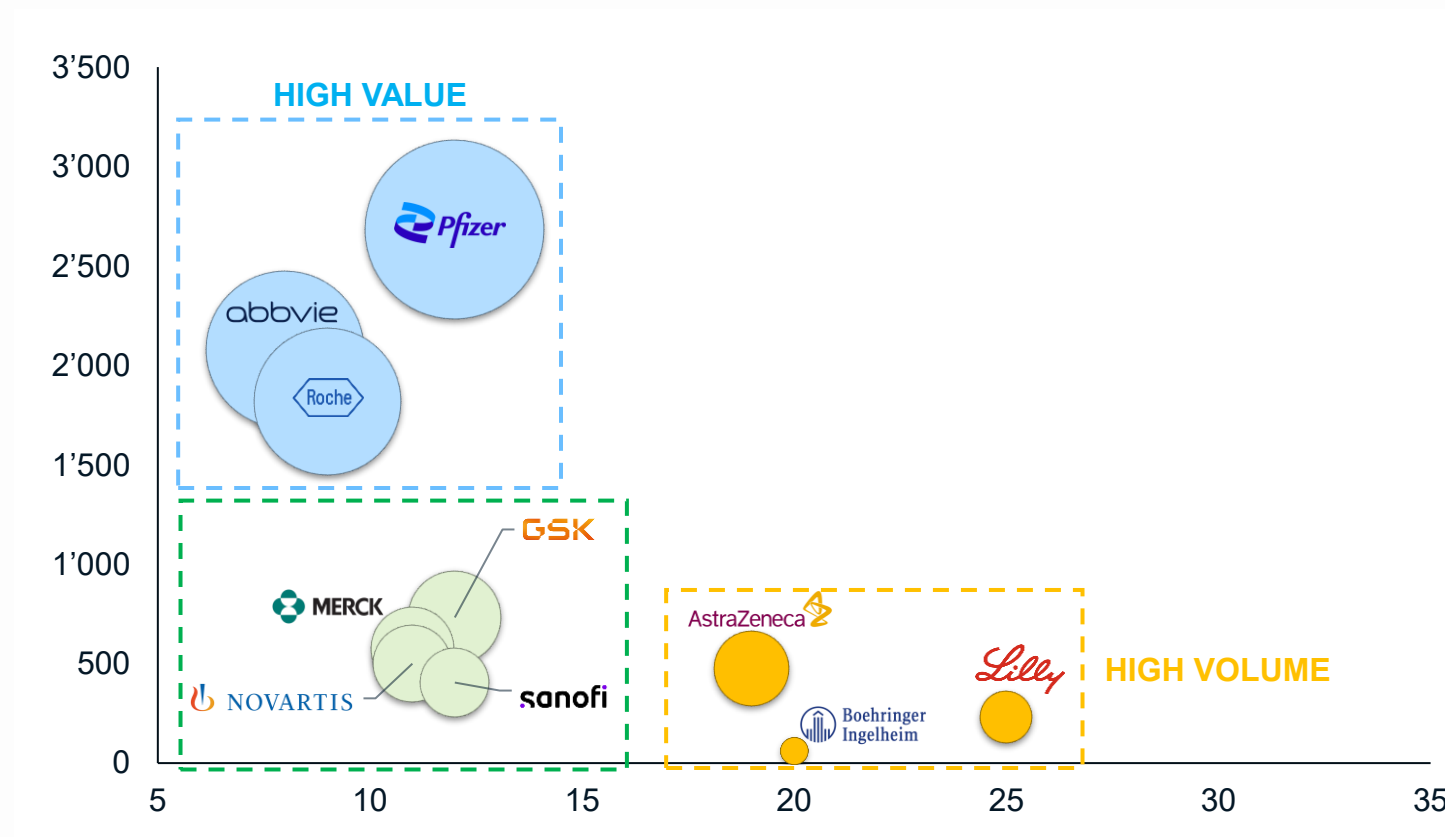 3’500
HIGH VALUE
3’000
Pfizer
2’500
abbvie
2’000
Roche
1’500
GSK
1’000
MERCK
AstraZeneca
500
Lilly
HIGH VOLUME
NOVARTIS
sanofi
Boehringer
Ingelheim
0
5 10 15 20 25 30 35